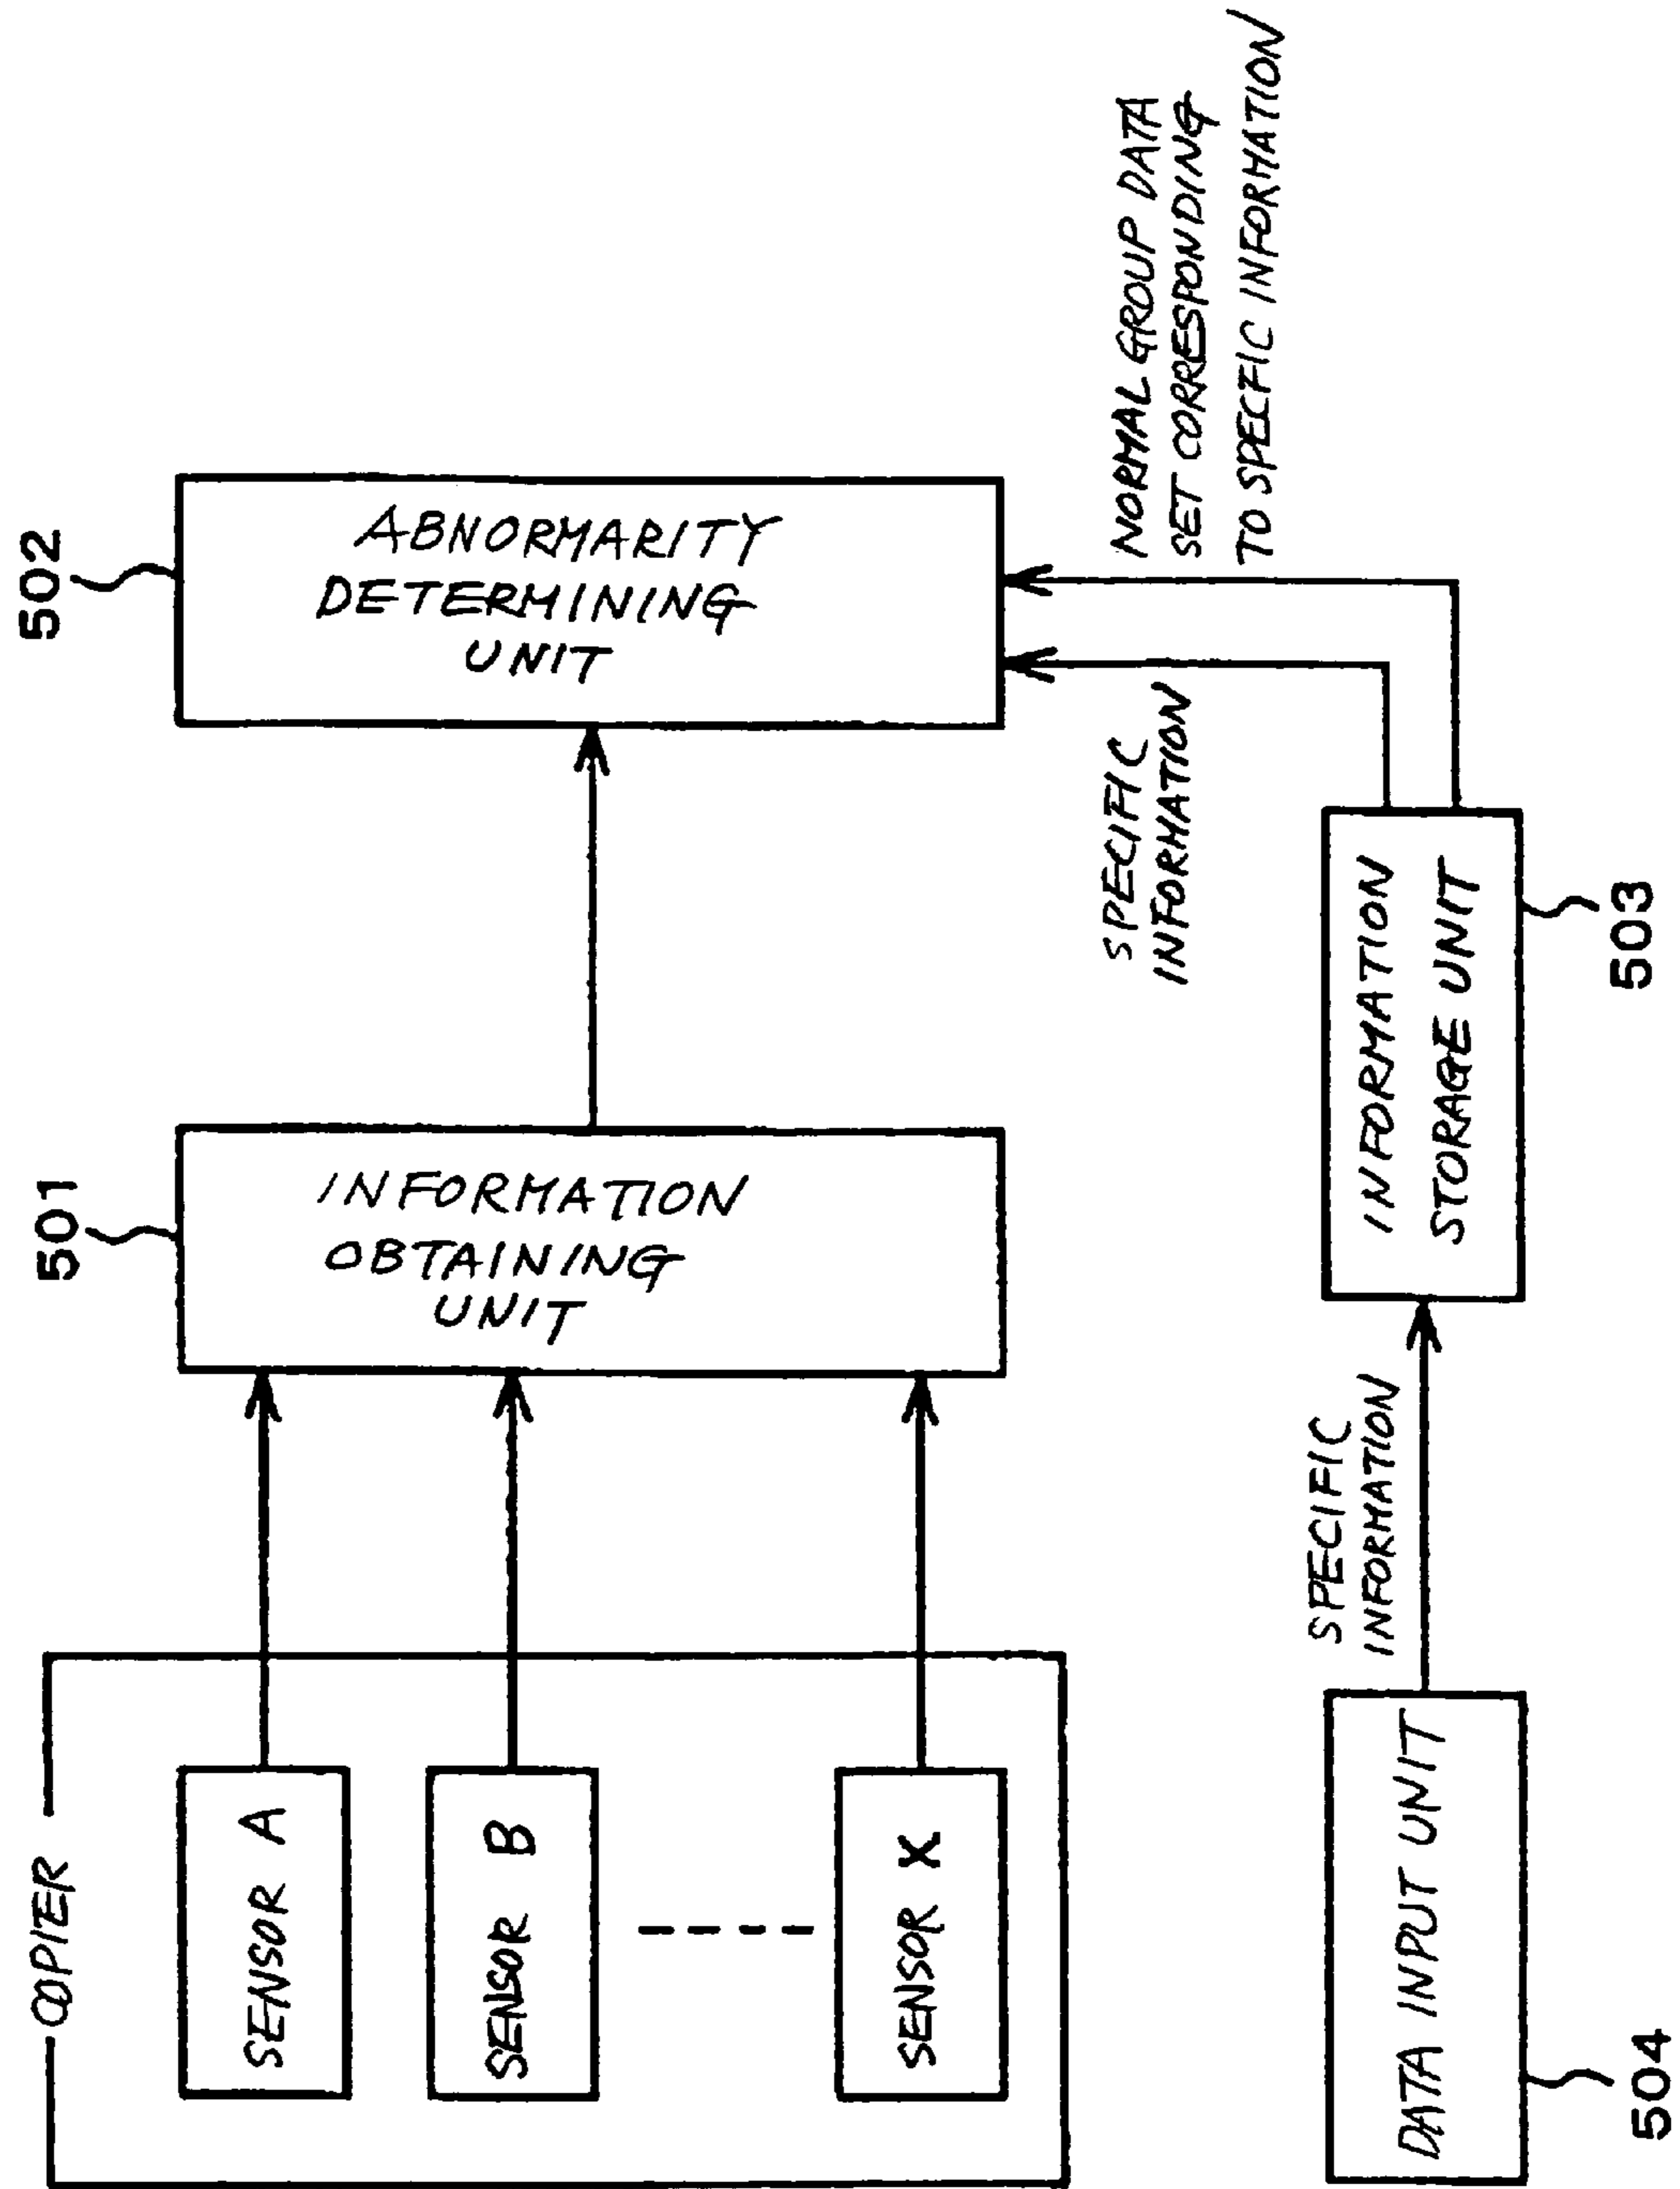 COPIER
SENSOR A
SENSOR B
SENSOR X
501
INFORMATION
OBTAINING
UNIT
502
ABNORMARITY
DETERMINING
UNIT
SPECIFIC
INFORMATION
NORMAL GROUP DATA
SET CORRESPONDING
TO SPECIFIC INFORMATION
DATA INPUT UNIT
504
SPECIFIC
INFORMATION
INFORMATION
STORAGE UNIT
503